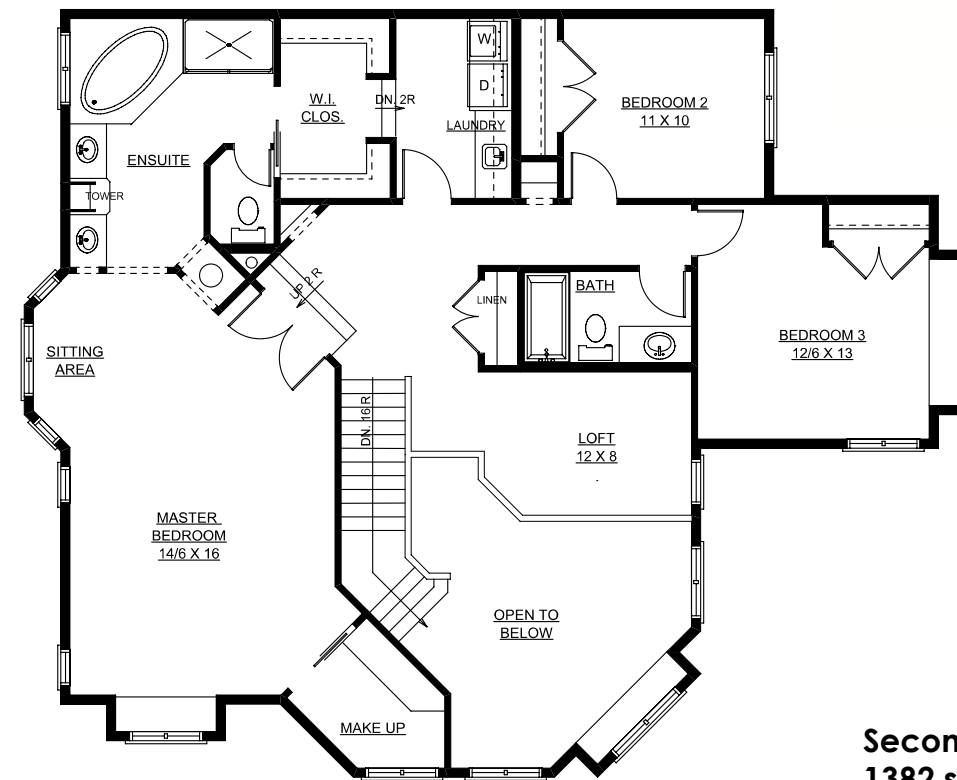 W
D
W.I.
CLOS.
DN. 2R
LAUNDRY
BEDROOM 2
11 X 10
ENSUITE
TOWER
UP 2 R
LINEN
BATH
BEDROOM 3
12/6 X 13
SITTING
AREA
DN. 16 R
LOFT
12 X 8
MASTER
BEDROOM
14/6 X 16
OPEN TO
BELOW
MAKE UP
Secon
1382 s